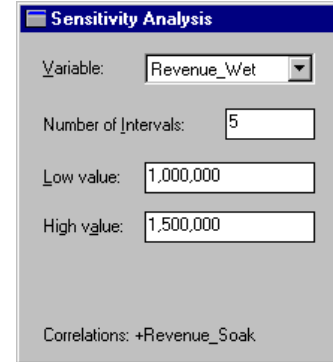 Sensitivity Analysis
Variable: Revenue_Wet
Number of Intervals: 5
Low value: 1,000,000
High value: 1,500,000
Correlations: +Revenue_Soak